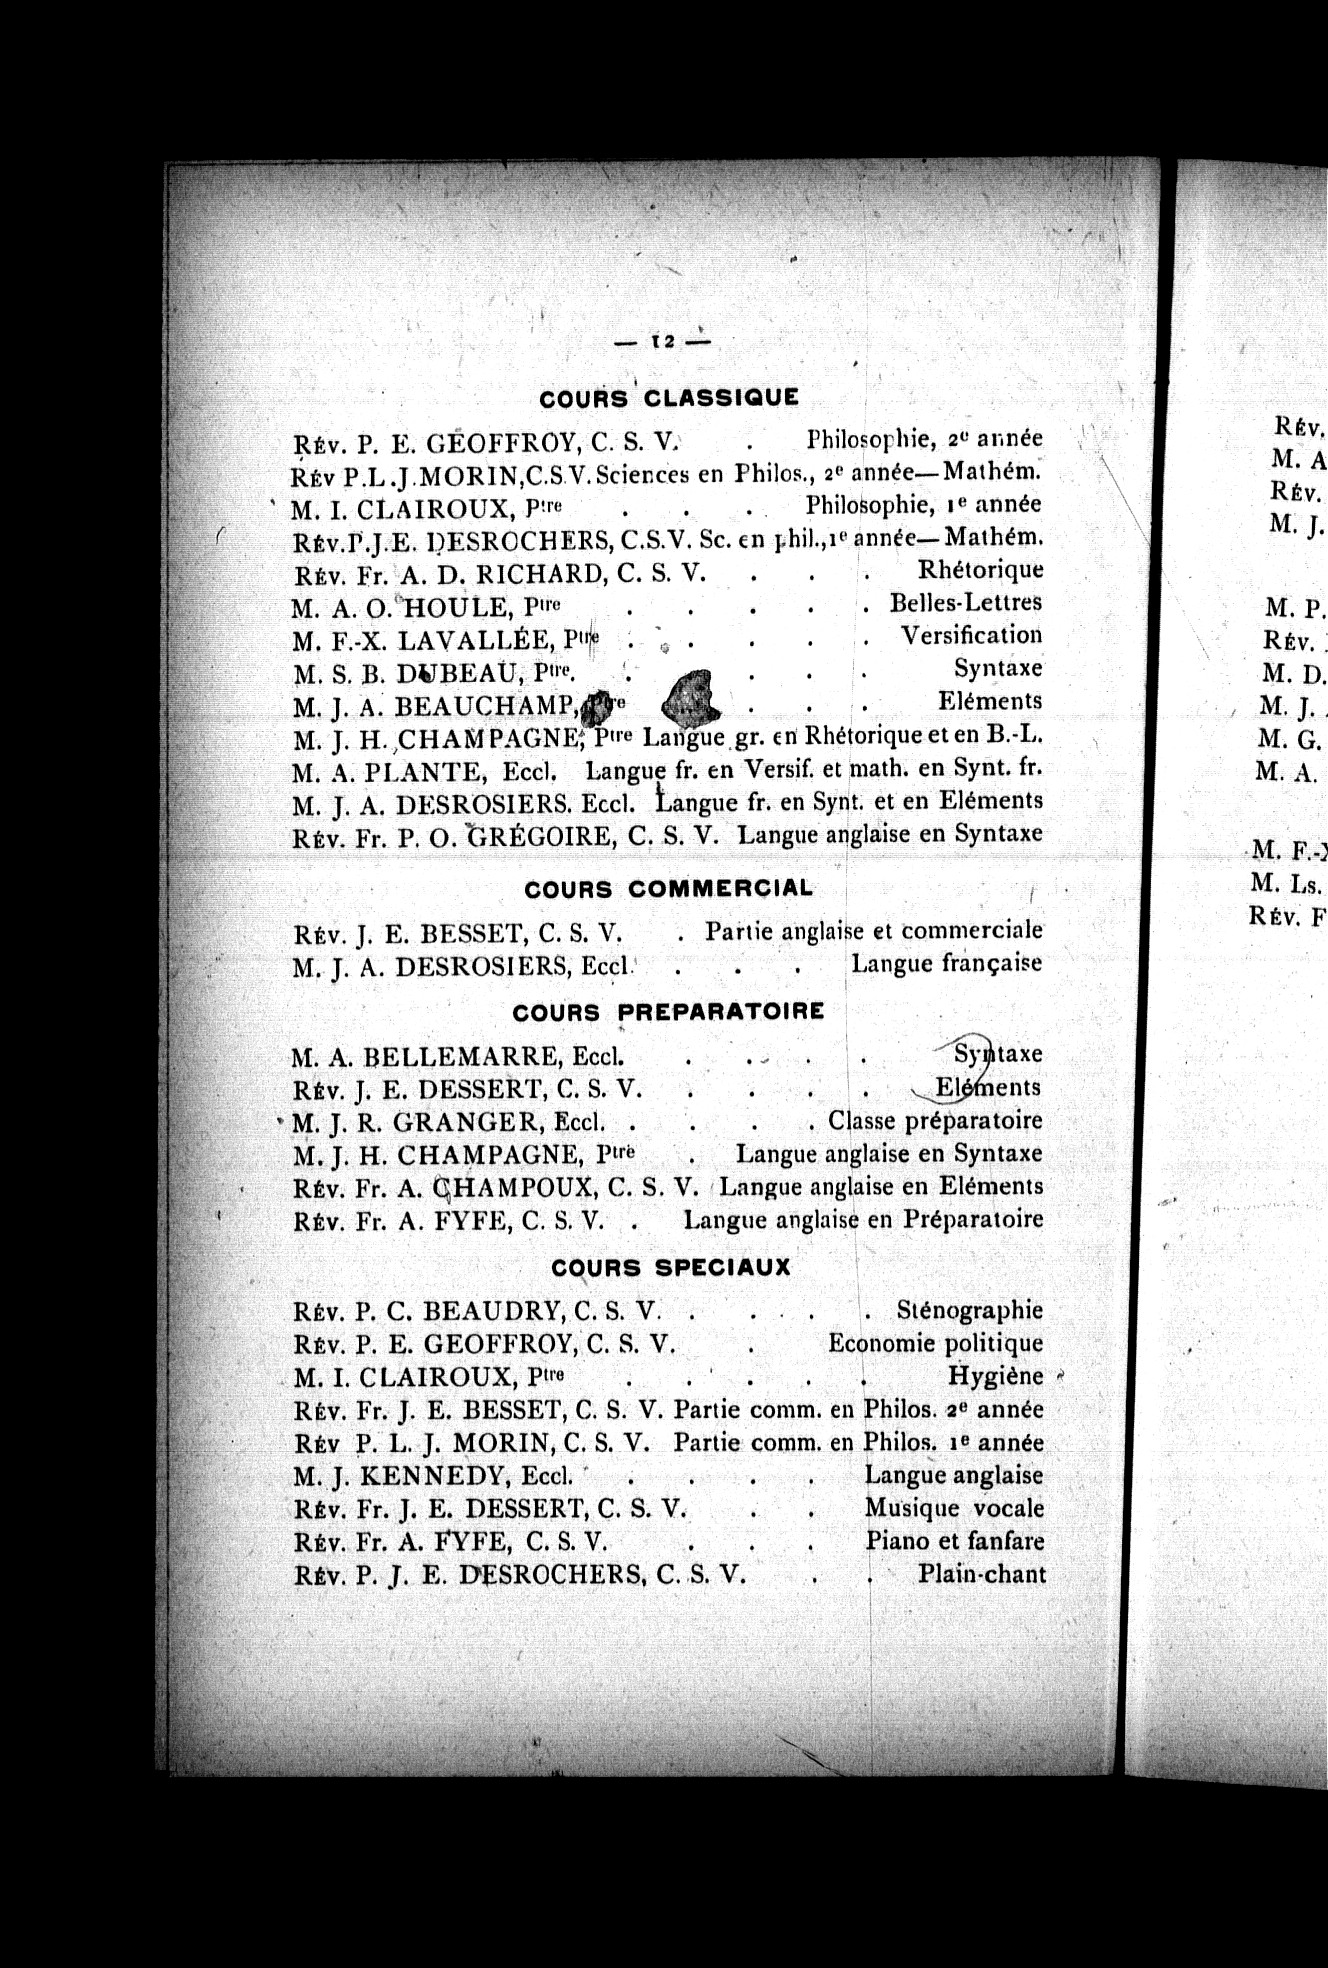 — 12 —
COURS CLASSIQUE
RÉV. P. E. GEOFFROY, C. S. V. . Philosophie, 2e année
RÉV P.L.J.MORIN,C.S.V. Sciences en Philos., 2e année—Mathém.
M. I. CLAIROUX, Ptre . . . Philosophie, 1e année
RÉV.P.J.E. DESROCHERS, C.S.V. Sc. en phil.,1e année—Mathém.
RÉV. Fr. A. D. RICHARD, C. S. V. . . . Rhétorique
M. A. O. HOULE, Ptre . . . . . Belles-Lettres
M. F.-X. LAVALLÉE, Ptre . . . . . Versification
M. S. B. DUBEAU, Ptre. . . . . Syntaxe
M. J. A. BEAUCHAMP, Ptre . . . Eléments
M. J. H. CHAMPAGNE, Ptre Langue gr. en Rhétorique et en B.-L.
M. A. PLANTE, Eccl. Langue fr. en Versif. et math. en Synt. fr.
M. J. A. DESROSIERS. Eccl. Langue fr. en Synt. et en Eléments
RÉV. Fr. P. O. GRÉGOIRE, C. S. V. Langue anglaise en Syntaxe
COURS COMMERCIAL
RÉV. J. E. BESSET, C. S. V. . Partie anglaise et commerciale
M. J. A. DESROSIERS, Eccl. . . . Langue française
COURS PREPARATOIRE
M. A. BELLEMARRE, Eccl. . . . . Syntaxe
RÉV. J. E. DESSERT, C. S. V. . . . . Eléments
M. J. R. GRANGER, Eccl. . . . . Classe préparatoire
M. J. H. CHAMPAGNE, Ptre . Langue anglaise en Syntaxe
RÉV. Fr. A. CHAMPOUX, C. S. V. Langue anglaise en Eléments
RÉV. Fr. A. FYFE, C. S. V. . Langue anglaise en Préparatoire
COURS SPECIAUX
RÉV. P. C. BEAUDRY, C. S. V. . . . . Sténographie
RÉV. P. E. GEOFFROY, C. S. V. . Economie politique
M. I. CLAIROUX, Ptre . . . . . Hygiène
RÉV. Fr. J. E. BESSET, C. S. V. Partie comm. en Philos. 2e année
RÉV P. L. J. MORIN, C. S. V. Partie comm. en Philos. 1e année
M. J. KENNEDY, Eccl. . . . . Langue anglaise
RÉV. Fr. J. E. DESSERT, C. S. V. . . Musique vocale
RÉV. Fr. A. FYFE, C. S. V. . . . Piano et fanfare
RÉV. P. J. E. DESROCHERS, C. S. V. . . Plain-chant
RÉV.
M. A
RÉV.
M. J.
M. P.
RÉV.
M. D.
M. J.
M. G.
M. A.
M. F.-X
M. Ls.
RÉV. F